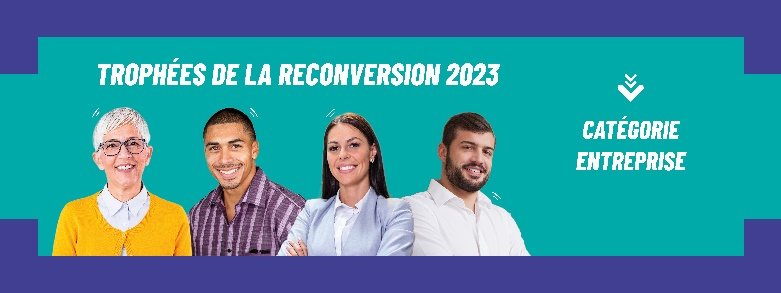 TROPHÉES DE LA RECONVERSION 2023
CATÉGORIE
ENTREPRISE